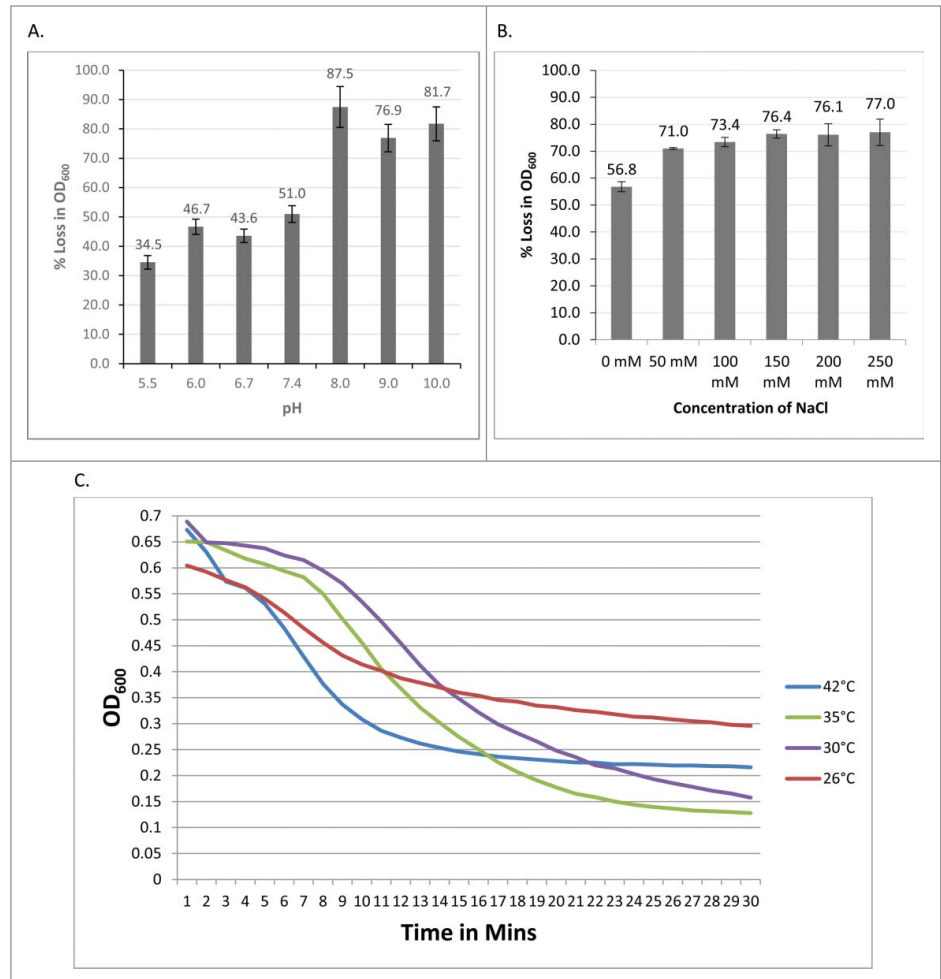 A.
% Loss in OD600
100.0
90.0
80.0
70.0
60.0
50.0
40.0
30.0
20.0
10.0
0.0
34.5
46.7
43.6
51.0
87.5
76.9
81.7
5.5 6.0 6.7 7.4 8.0 9.0 10.0
pH
B.
% Loss in OD600
100.0
90.0
80.0
70.0
60.0
50.0
40.0
30.0
20.0
10.0
0.0
56.8
71.0
73.4
76.4
76.1
77.0
0 mM 50 mM 100 150 200 250
mM mM mM mM
Concentration of NaCl
C.
OD600
0.7
0.65
0.6
0.55
0.5
0.45
0.4
0.35
0.3
0.25
0.2
0.15
0.1
0.05
0
1 2 3 4 5 6 7 8 9 10 11 12 13 14 15 16 17 18 19 20 21 22 23 24 25 26 27 28 29 30
Time in Mins
42°C
35°C
30°C
26°C